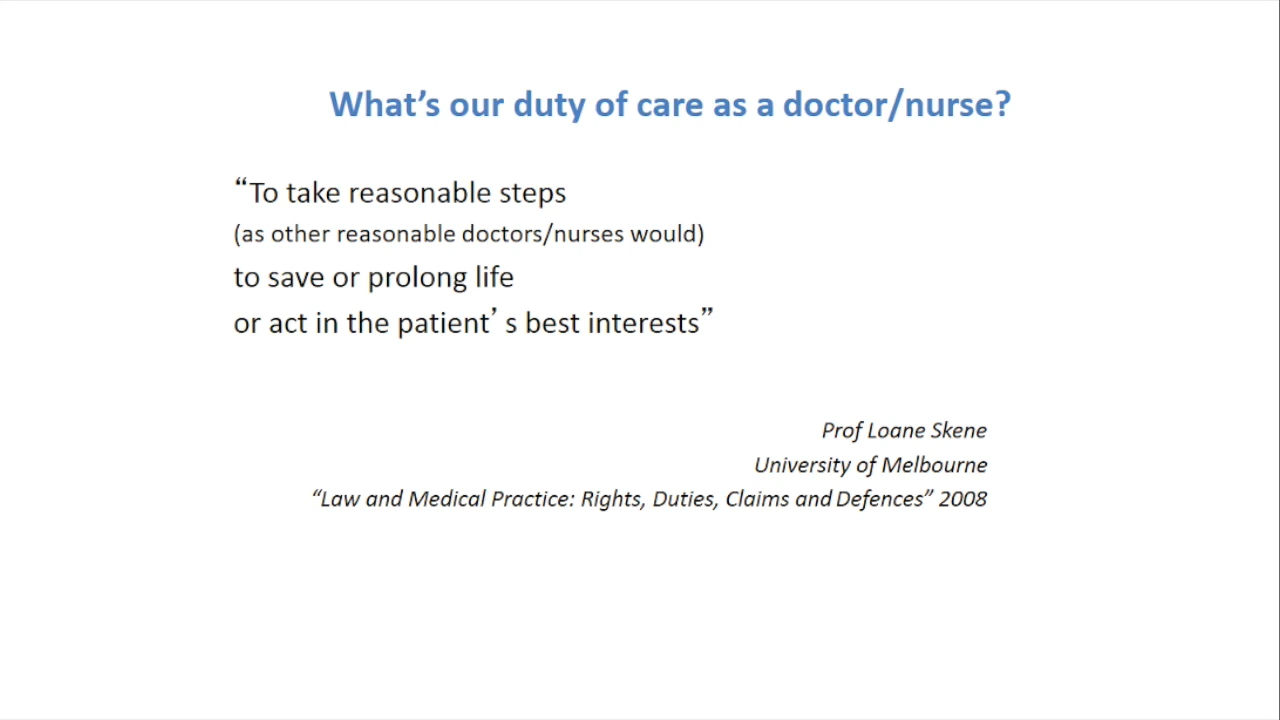 What’s our duty of care as a doctor/nurse?
“To take reasonable steps
(as other reasonable doctors/nurses would)
to save or prolong life
or act in the patient’ s best interests”
Prof Loane Skene
University of Melbourne
“Law and Medical Practice: Rights, Duties, Claims and Defences” 2008